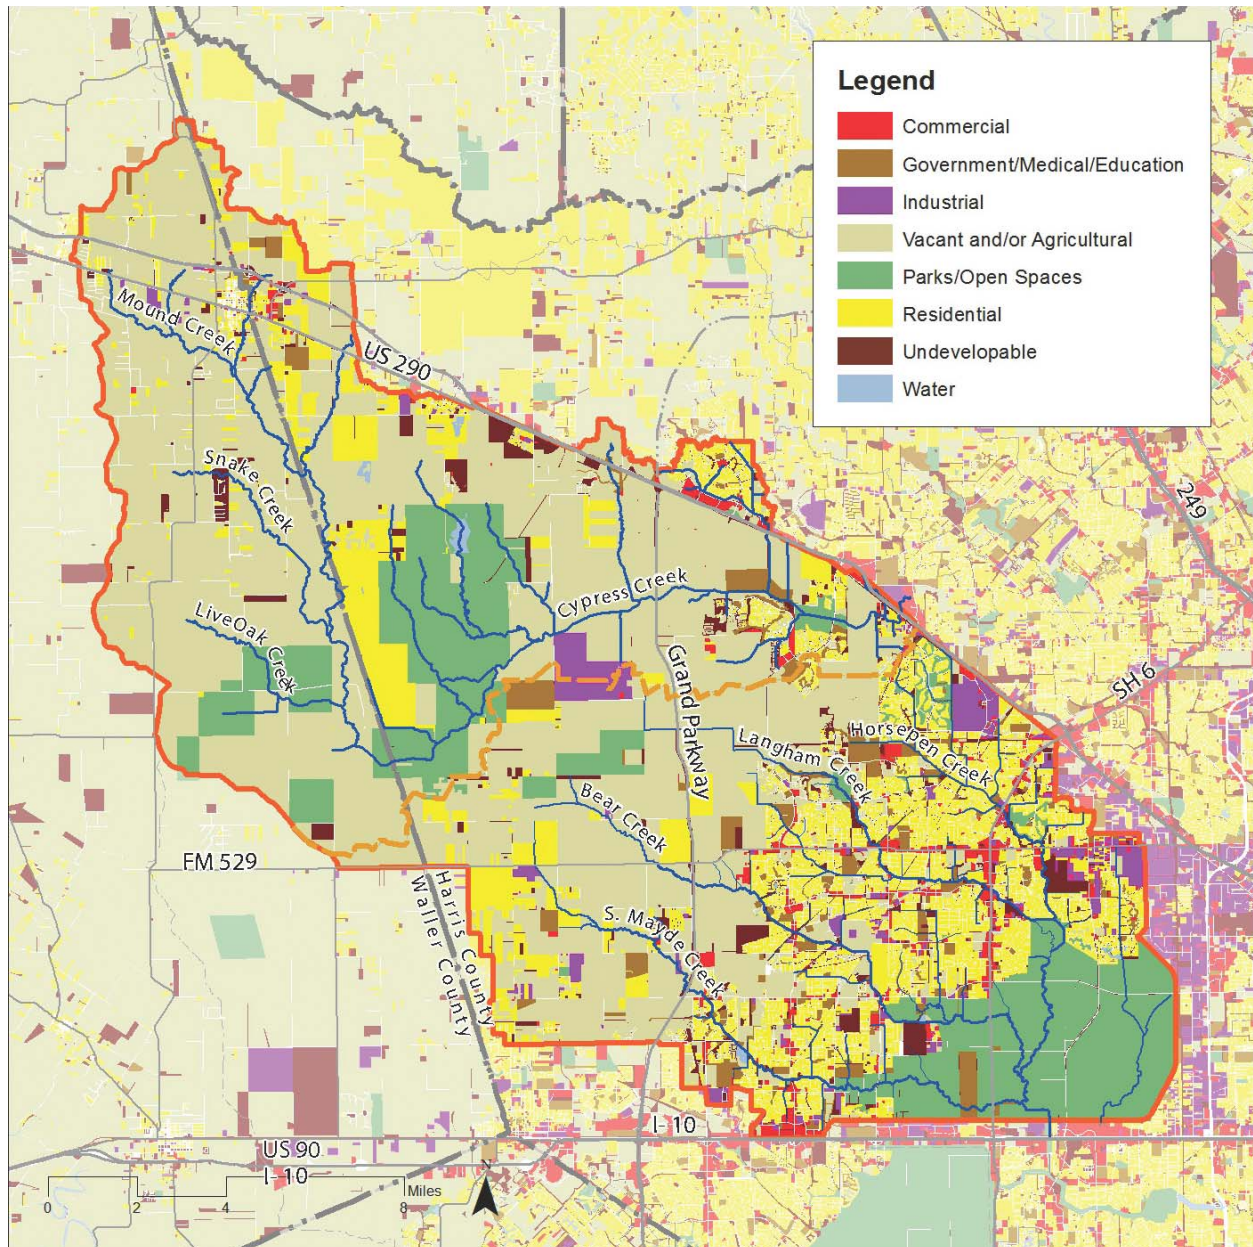 Legend
Commercial
Government/Medical/Education
Industrial
Vacant and/or Agricultural
Parks/Open Spaces
Residential
Undevelopable
Water
Mound Creek
US 290
Snake Creek
249
Cypress Creek
LiveOak Creek
Grand Parkway
SH 6
Horsepen Creek
Langham Creek
Bear Creek
FM 529
Harris County
Waller County
S. Mayde Creek
I-10
US 90
I-10
N
0 2 4 8 Miles